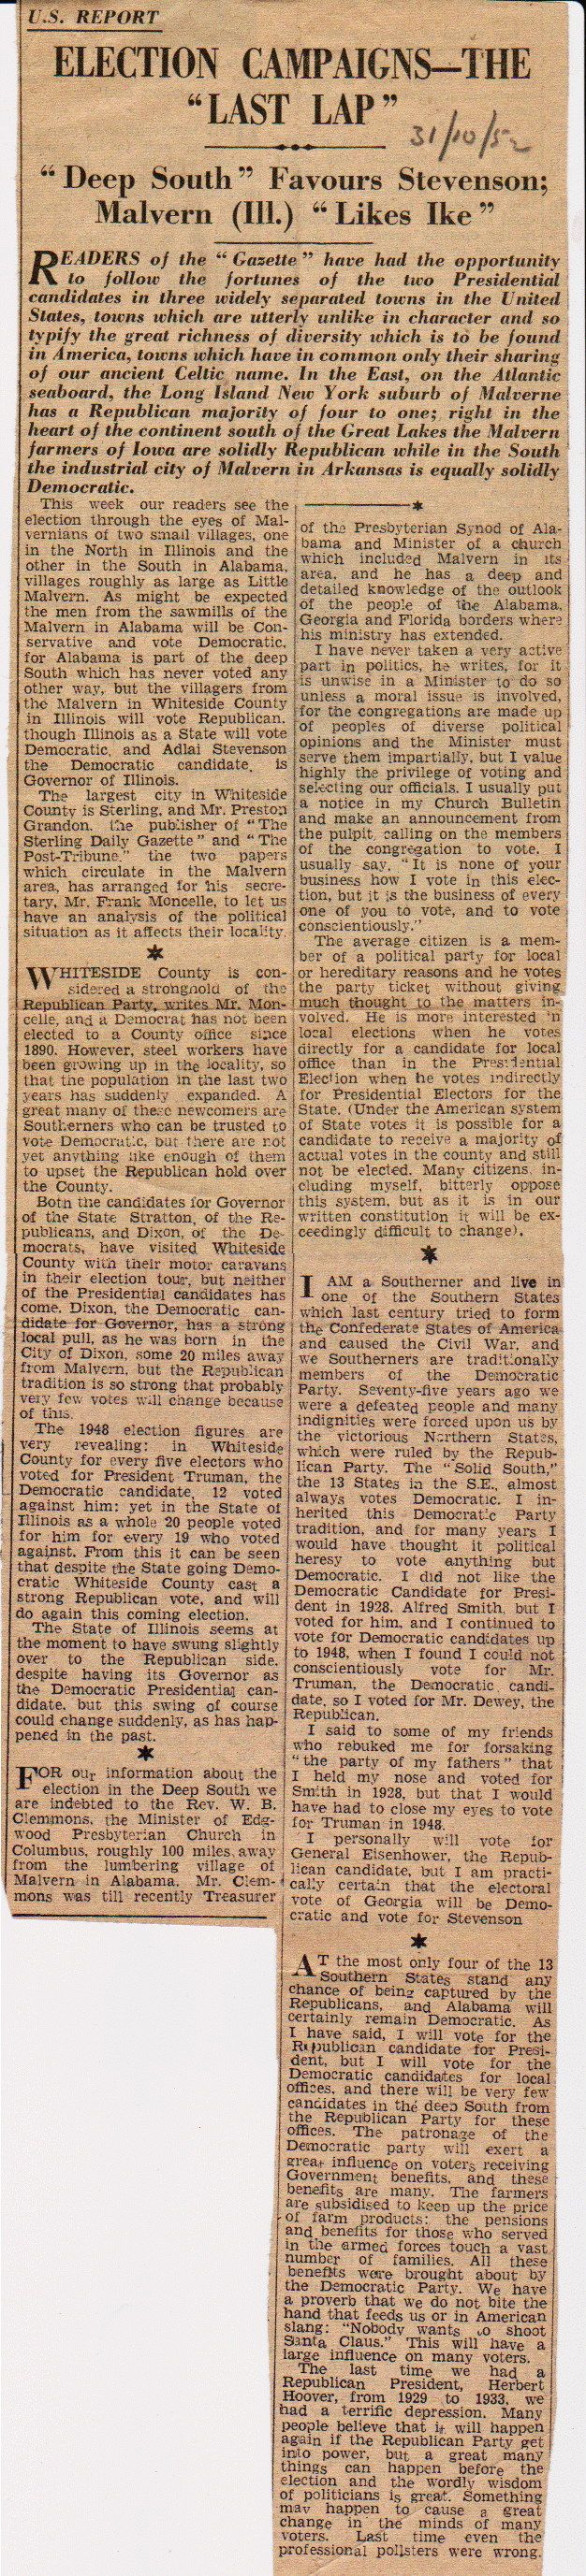 U.S. REPORT
ELECTION CAMPAIGNS—THE
"LAST LAP"
31/10/52
"Deep South" Favours Stevenson;
Malvern (Ill.) "Likes Ike"
READERS of the "Gazette" have had the opportunity
to follow the fortunes of the two Presidential
candidates in three widely separated towns in the United
States, towns which are utterly unlike in character and so
typify the great richness of diversity which is to be found
in America, towns which have in common only their sharing
of our ancient Celtic name. In the East, on the Atlantic
seaboard, the Long Island New York suburb of Malverne
has a Republican majority of four to one; right in the
heart of the continent south of the Great Lakes the Malvern
farmers of Iowa are solidly Republican while in the South
the industrial city of Malvern in Arkansas is equally solidly
Democratic.
This week our readers see the
election through the eyes of Mal-
vernians of two small villages, one
in the North in Illinois and the
other in the South in Alabama,
villages roughly as large as Little
Malvern. As might be expected
the men from the sawmills of the
Malvern in Alabama will be Con-
servative and vote Democratic,
for Alabama is part of the deep
South which has never voted any
other way, but the villagers from
the Malvern in Whiteside County
in Illinois will vote Republican,
though Illinois as a State will vote
Democratic, and Adlai Stevenson
the Democratic candidate, is
Governor of Illinois.
The largest city in Whiteside
County is Sterling, and Mr. Preston
Grandon, the publisher of "The
Sterling Daily Gazette" and "The
Post-Tribune," the two papers
which circulate in the Malvern
area, has arranged for his secre-
tary, Mr. Frank Moncelle, to let us
have an analysis of the political
situation as it affects their locality.
WHITESIDE County is con-
sidered a stronghold of the
Republican Party, writes Mr. Mon-
celle, and a Democrat has not been
elected to a County office since
1890. However, steel workers have
been growing up in the locality, so
that the population in the last two
years has suddenly expanded. A
great many of these newcomers are
Southerners who can be trusted to
vote Democratic, but there are not
yet anything like enough of them
to upset the Republican hold over
the County.
Both the candidates for Governor
of the State Stratton, of the Re-
publicans, and Dixon, of the De-
mocrats, have visited Whiteside
County with their motor caravans
in their election tour, but neither
of the Presidential candidates has
come. Dixon, the Democratic can-
didate for Governor, has a strong
local pull, as he was born in the
City of Dixon, some 20 miles away
from Malvern, but the Republican
tradition is so strong that probably
very few votes will change because
of this.
The 1948 election figures are
very revealing: in Whiteside
County for every five electors who
voted for President Truman, the
Democratic candidate, 12 voted
against him: yet in the State of
Illinois as a whole 20 people voted
for him for every 19 who voted
against. From this it can be seen
that despite the State going Demo-
cratic Whiteside County cast a
strong Republican vote, and will
do again this coming election.
The State of Illinois seems at
the moment to have swung slightly
over to the Republican side,
despite having its Governor as
the Democratic Presidential can-
didate, but this swing of course
could change suddenly, as has hap-
pened in the past.
FOR our information about the
election in the Deep South we
are indebted to the Rev. W. B.
Clemmons, the Minister of Edg-
wood Presbyterian Church in
Columbus, roughly 100 miles away
from the lumbering village of
Malvern in Alabama. Mr. Clem-
mons was till recently Treasurer
of the Presbyterian Synod of Ala-
bama and Minister of a church
which included Malvern in its
area, and he has a deep and
detailed knowledge of the outlook
of the people of the Alabama,
Georgia and Florida borders where
his ministry has extended.
I have never taken a very active
part in politics, he writes, for it
is unwise in a Minister to do so
unless a moral issue is involved,
for the congregations are made up
of peoples of diverse political
opinions and the Minister must
serve them impartially, but I value
highly the privilege of voting and
selecting our officials. I usually put
a notice in my Church Bulletin
and make an announcement from
the pulpit, calling on the members
of the congregation to vote. I
usually say, "It is none of your
business how I vote in this elec-
tion, but it is the business of every
one of you to vote, and to vote
conscientiously."
The average citizen is a mem-
ber of a political party for local
or hereditary reasons and he votes
the party ticket without giving
much thought to the matters in-
volved. He is more interested in
local elections when he votes
directly for a candidate for local
office than in the Presidential
Election when he votes indirectly
for Presidential Electors for the
State. (Under the American system
of State votes it is possible for a
candidate to receive a majority of
actual votes in the county and still
not be elected. Many citizens, in-
cluding myself, bitterly oppose
this system, but as it is in our
written constitution it will be ex-
ceedingly difficult to change).
I AM a Southerner and live in
one of the Southern States
which last century tried to form
the Confederate States of America
and caused the Civil War, and
we Southerners are traditionally
members of the Democratic
Party. Seventy-five years ago we
were a defeated people and many
indignities were forced upon us by
the victorious Northern States,
which were ruled by the Repub-
lican Party. The "Solid South,"
the 13 States in the S.E., almost
always votes Democratic. I in-
herited this Democratic Party
tradition, and for many years I
would have thought it political
heresy to vote anything but
Democratic. I did not like the
Democratic Candidate for Presi-
dent in 1928, Alfred Smith, but I
voted for him, and I continued to
vote for Democratic candidates up
to 1948, when I found I could not
conscientiously vote for Mr.
Truman, the Democratic candi-
date, so I voted for Mr. Dewey, the
Republican.
I said to some of my friends
who rebuked me for forsaking
"the party of my fathers" that
I held my nose and voted for
Smith in 1928, but that I would
have had to close my eyes to vote
for Truman in 1948.
I personally will vote for
General Eisenhower, the Repub-
lican candidate, but I am practi-
cally certain that the electoral
vote of Georgia will be Demo-
cratic and vote for Stevenson
AT the most only four of the 13
Southern States stand any
chance of being captured by the
Republicans, and Alabama will
certainly remain Democratic. As
I have said, I will vote for the
Republican candidate for Presi-
dent, but I will vote for the
Democratic candidates for local
offices, and there will be very few
candidates in the deep South from
the Republican Party for these
offices. The patronage of the
Democratic party will exert a
great influence on voters receiving
Government benefits, and these
benefits are many. The farmers
are subsidised to keep up the price
of farm products; the pensions
and benefits for those who served
in the armed forces touch a vast
number of families. All these
benefits were brought about by
the Democratic Party. We have
a proverb that we do not bite the
hand that feeds us or in American
slang: "Nobody wants to shoot
Santa Claus." This will have a
large influence on many voters.
The last time we had a
Republican President, Herbert
Hoover, from 1929 to 1933, we
had a terrific depression. Many
people believe that it will happen
again if the Republican Party get
into power, but a great many
things can happen before the
election and the wordly wisdom
of politicians is great. Something
may happen to cause a great
change in the minds of many
voters. Last time even the
professional pollsters were wrong.